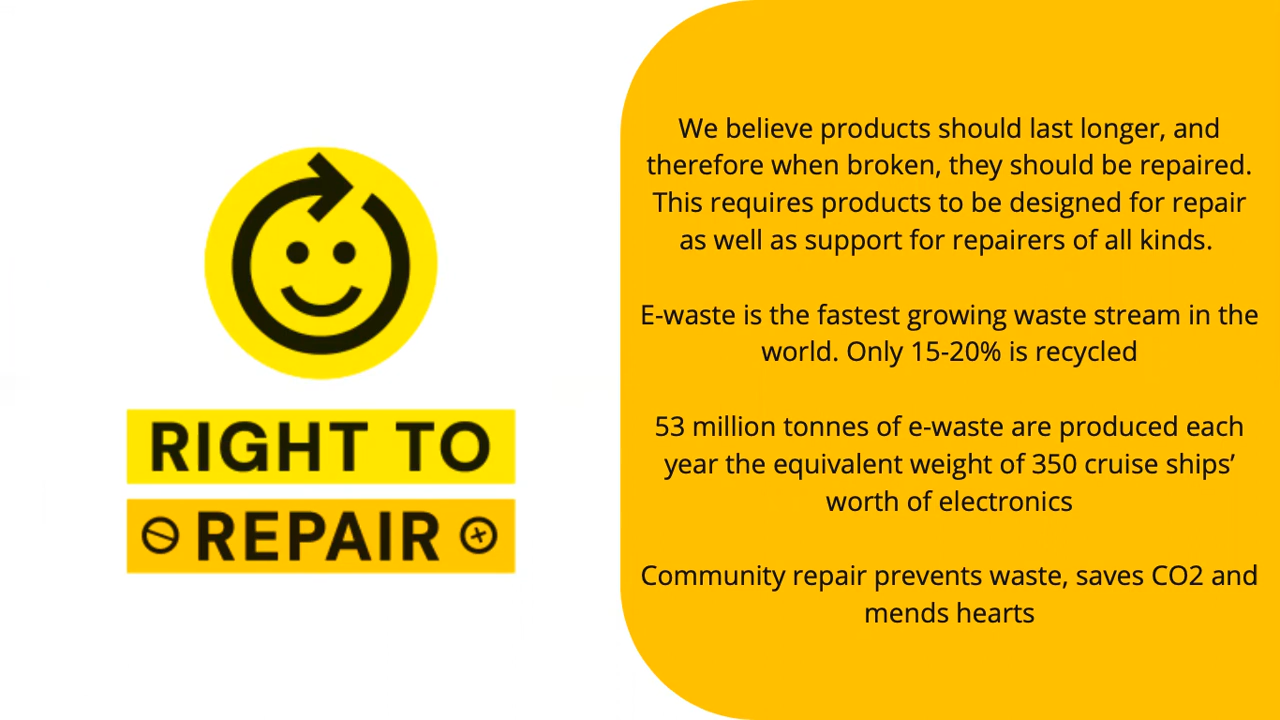 RIGHT TO
REPAIR
We believe products should last longer, and
therefore when broken, they should be repaired.
This requires products to be designed for repair
as well as support for repairers of all kinds.
E-waste is the fastest growing waste stream in the
world. Only 15-20% is recycled
53 million tonnes of e-waste are produced each
year the equivalent weight of 350 cruise ships’
worth of electronics
Community repair prevents waste, saves CO2 and
mends hearts